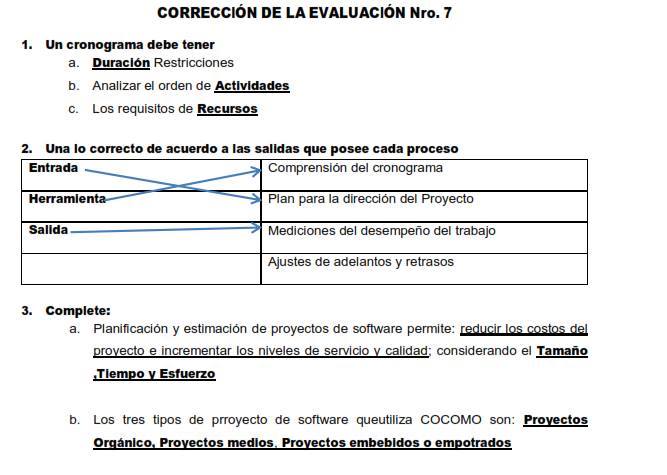 CORRECCIÓN DE LA EVALUACIÓN Nro. 7
1. Un cronograma debe tener
a. Duración Restricciones
b. Analizar el orden de Actividades
c. Los requisitos de Recursos
2. Una lo correcto de acuerdo a las salidas que posee cada proceso
Entrada Comprensión del cronograma
Herramienta Plan para la dirección del Proyecto
Salida Mediciones del desempeño del trabajo
Ajustes de adelantos y retrasos
3. Complete:
a. Planificación y estimación de proyectos de software permite: reducir los costos del
proyecto e incrementar los niveles de servicio y calidad; considerando el Tamaño
,Tiempo y Esfuerzo
b. Los tres tipos de prroyecto de software queutiliza COCOMO son: Proyectos
Orgánico, Proyectos medios, Proyectos embebidos o empotrados